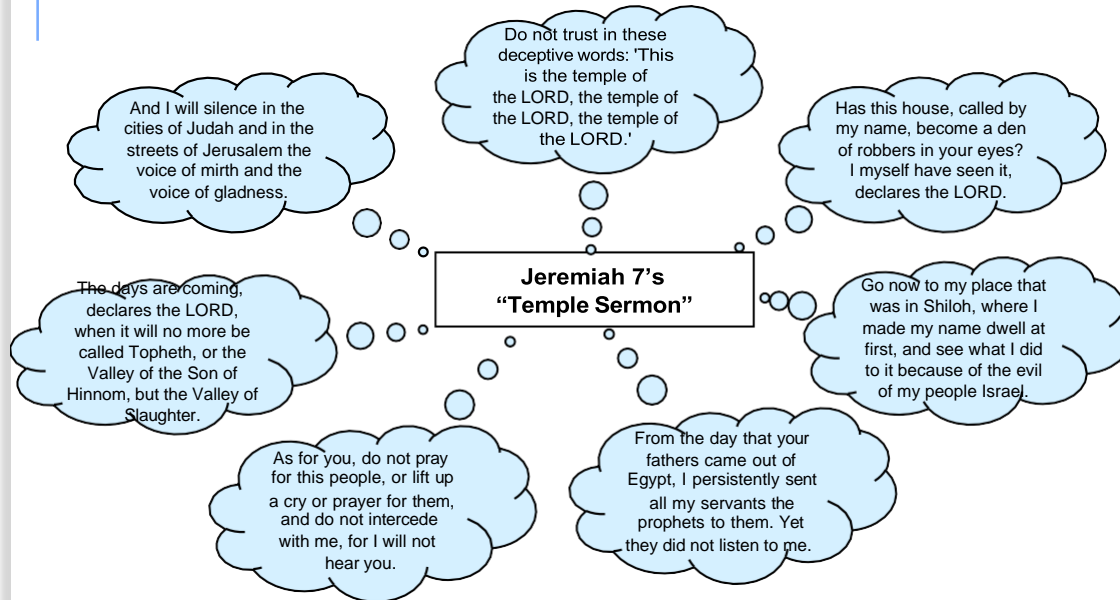 Do not trust in these
deceptive words: 'This
is the temple of
the LORD, the temple of
the LORD, the temple of
the LORD.'
And I will silence in the
cities of Judah and in the
streets of Jerusalem the
voice of mirth and the
voice of gladness.
Has this house, called by
my name, become a den
of robbers in your eyes?
I myself have seen it,
declares the LORD.
Jeremiah 7’s
“Temple Sermon”
The days are coming,
declares the LORD,
when it will no more be
called Topheth, or the
Valley of the Son of
Hinnom, but the Valley of
Slaughter.
Go now to my place that
was in Shiloh, where I
made my name dwell at
first, and see what I did
to it because of the evil
of my people Israel.
As for you, do not pray
for this people, or lift up
a cry or prayer for them,
and do not intercede
with me, for I will not
hear you.
From the day that your
fathers came out of
Egypt, I persistently sent
all my servants the
prophets to them. Yet
they did not listen to me.